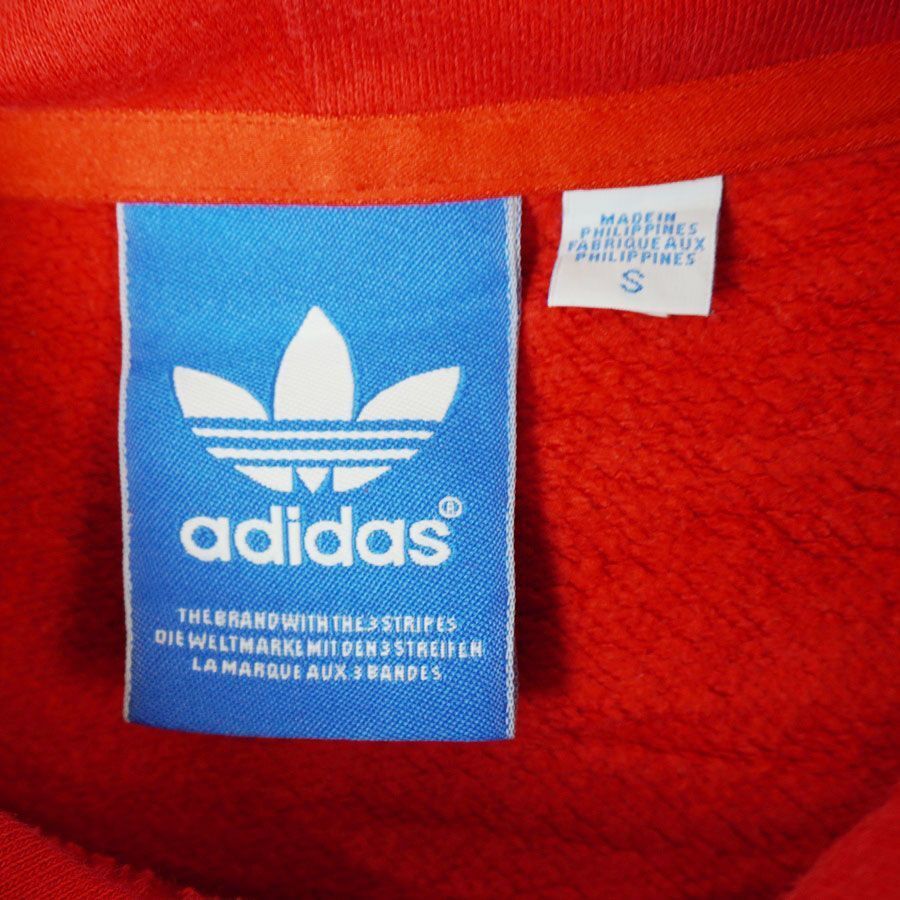 adidas®
THE BRAND WITH THE 3 STRIPES
DIE WELTMARKE MIT DEN 3 STREIFEN
LA MARQUE AUX 3 BANDES
MADE IN
PHILIPPINES
FABRIQUE AUX
PHILIPPINES
S